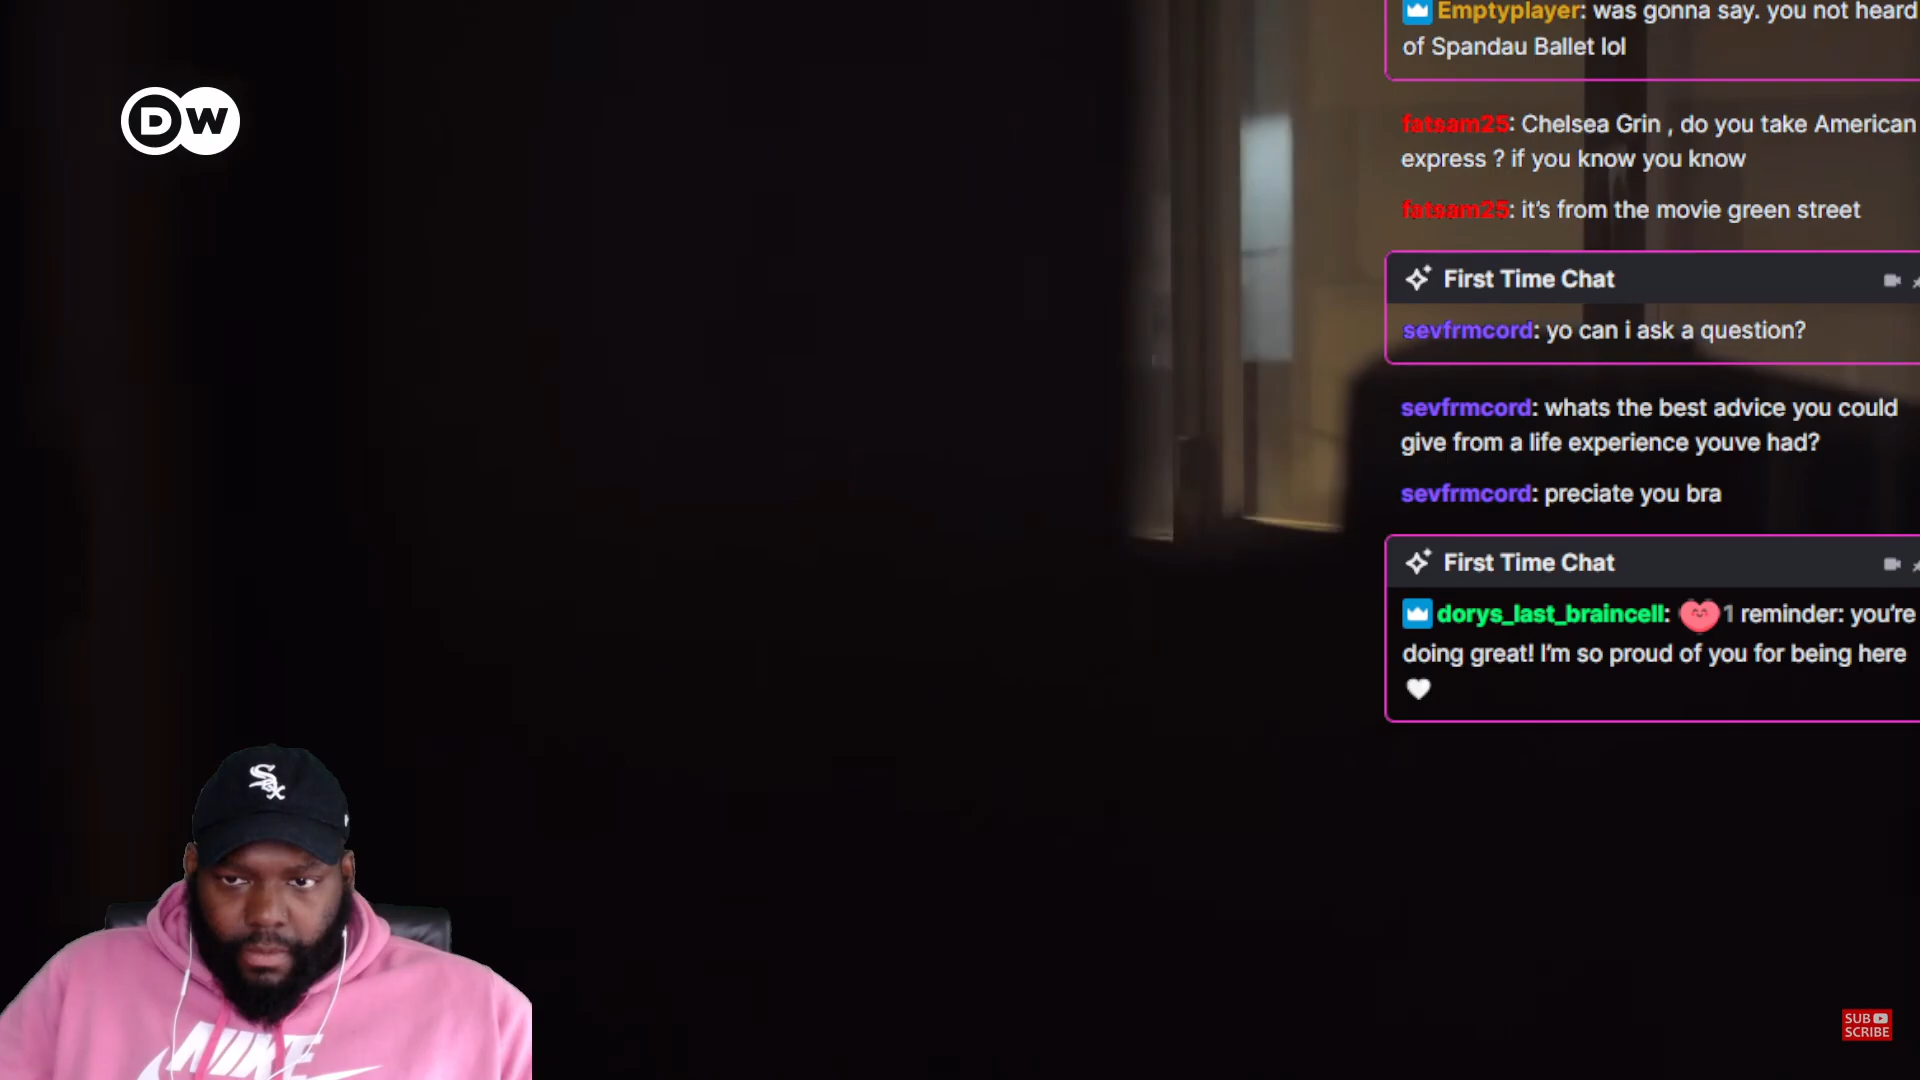 DW
Emptyplayer: was gonna say. you not heard
of Spandau Ballet lol
fatsam25: Chelsea Grin , do you take American
express ? if you know you know
fatsam25: it's from the movie green street
First Time Chat
sevfrmcord: yo can i ask a question?
sevfrmcord: whats the best advice you could
give from a life experience youve had?
sevfrmcord: preciate you bra
First Time Chat
dorys_last_braincell: 1 reminder: you're
doing great! I'm so proud of you for being here
Sox
NIKE
SUB
SCRIBE